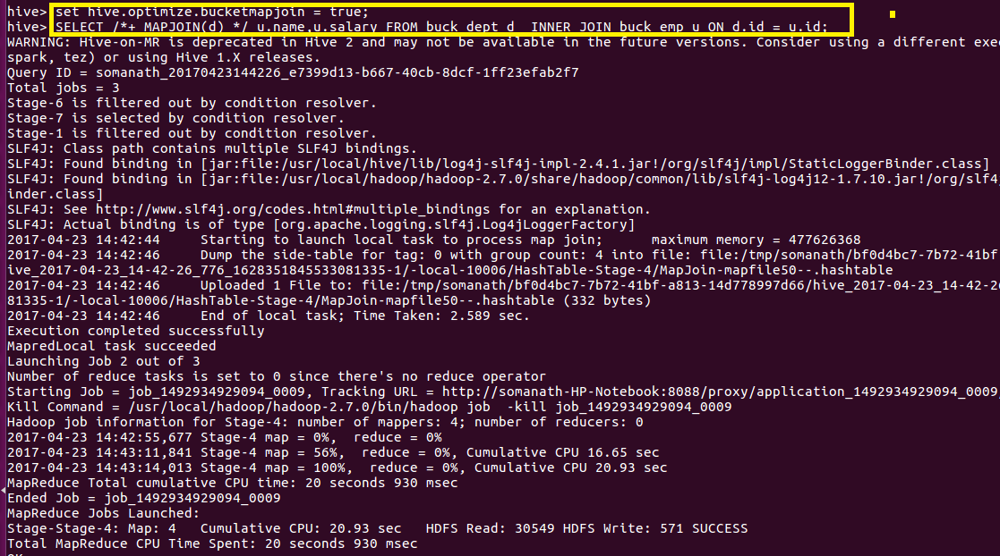 hive> set hive.optimize.bucketmapjoin = true;
hive> SELECT /*+ MAPJOIN(d) */ u.name,u.salary FROM buck_dept d  INNER JOIN buck_emp u ON d.id = u.id;
WARNING: Hive-on-MR is deprecated in Hive 2 and may not be available in the future versions. Consider using a different exe
spark, tez) or using Hive 1.X releases.
Query ID = somanath_20170423144226_e7399d13-b667-40cb-8dcf-1ff23efab2f7
Total jobs = 3
Stage-6 is filtered out by condition resolver.
Stage-7 is selected by condition resolver.
Stage-1 is filtered out by condition resolver.
SLF4J: Class path contains multiple SLF4J bindings.
SLF4J: Found binding in [jar:file:/usr/local/hive/lib/log4j-slf4j-impl-2.4.1.jar!/org/slf4j/impl/StaticLoggerBinder.class]
SLF4J: Found binding in [jar:file:/usr/local/hadoop/hadoop-2.7.0/share/hadoop/common/lib/slf4j-log4j12-1.7.10.jar!/org/slf4
inder.class]
SLF4J: See http://www.slf4j.org/codes.html#multiple_bindings for an explanation.
SLF4J: Actual binding is of type [org.apache.logging.slf4j.Log4jLoggerFactory]
2017-04-23 14:42:44     Starting to launch local task to process map join;      maximum memory = 477626368
2017-04-23 14:42:46     Dump the side-table for tag: 0 with group count: 4 into file: file:/tmp/somanath/bf0d4bc7-7b72-41bf
ive_2017-04-23_14-42-26_776_1628351845533081335-1/-local-10006/HashTable-Stage-4/MapJoin-mapfile50--.hashtable
2017-04-23 14:42:46     Uploaded 1 File to: file:/tmp/somanath/bf0d4bc7-7b72-41bf-a813-14d778997d66/hive_2017-04-23_14-42-26
81335-1/-local-10006/HashTable-Stage-4/MapJoin-mapfile50--.hashtable (332 bytes)
2017-04-23 14:42:46     End of local task; Time Taken: 2.589 sec.
Execution completed successfully
MapredLocal task succeeded
Launching Job 2 out of 3
Number of reduce tasks is set to 0 since there's no reduce operator
Starting Job = job_1492934929094_0009, Tracking URL = http://somanath-HP-Notebook:8088/proxy/application_1492934929094_0009
Kill Command = /usr/local/hadoop/hadoop-2.7.0/bin/hadoop job  -kill job_1492934929094_0009
Hadoop job information for Stage-4: number of mappers: 4; number of reducers: 0
2017-04-23 14:42:55,677 Stage-4 map = 0%,  reduce = 0%
2017-04-23 14:43:11,841 Stage-4 map = 56%,  reduce = 0%, Cumulative CPU 16.65 sec
2017-04-23 14:43:14,013 Stage-4 map = 100%,  reduce = 0%, Cumulative CPU 20.93 sec
MapReduce Total cumulative CPU time: 20 seconds 930 msec
Ended Job = job_1492934929094_0009
MapReduce Jobs Launched:
Stage-Stage-4: Map: 4   Cumulative CPU: 20.93 sec   HDFS Read: 30549 HDFS Write: 571 SUCCESS
Total MapReduce CPU Time Spent: 20 seconds 930 msec